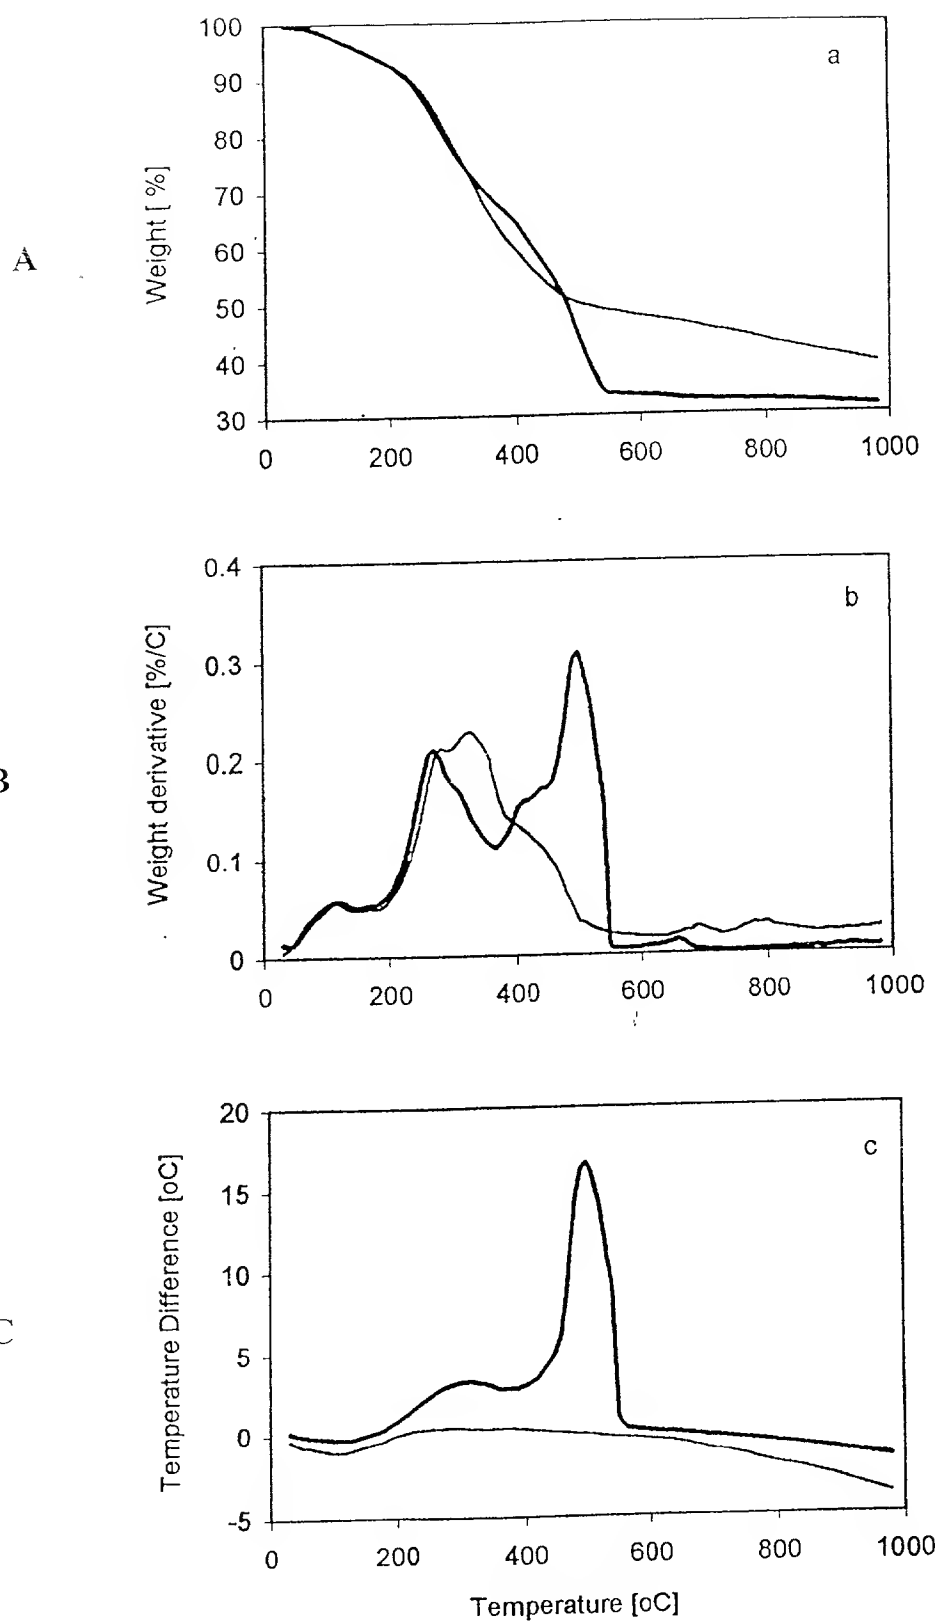 A
Weight [ %]
100
90
80
70
60
50
40
30
a
0 200 400 600 800 1000
B
Weight derivative [%/C]
0.4
0.3
0.2
0.1
0
b
0 200 400 600 800 1000
C
Temperature Difference [oC]
20
15
10
5
0
-5
c
0 200 400 600 800 1000
Temperature [oC]